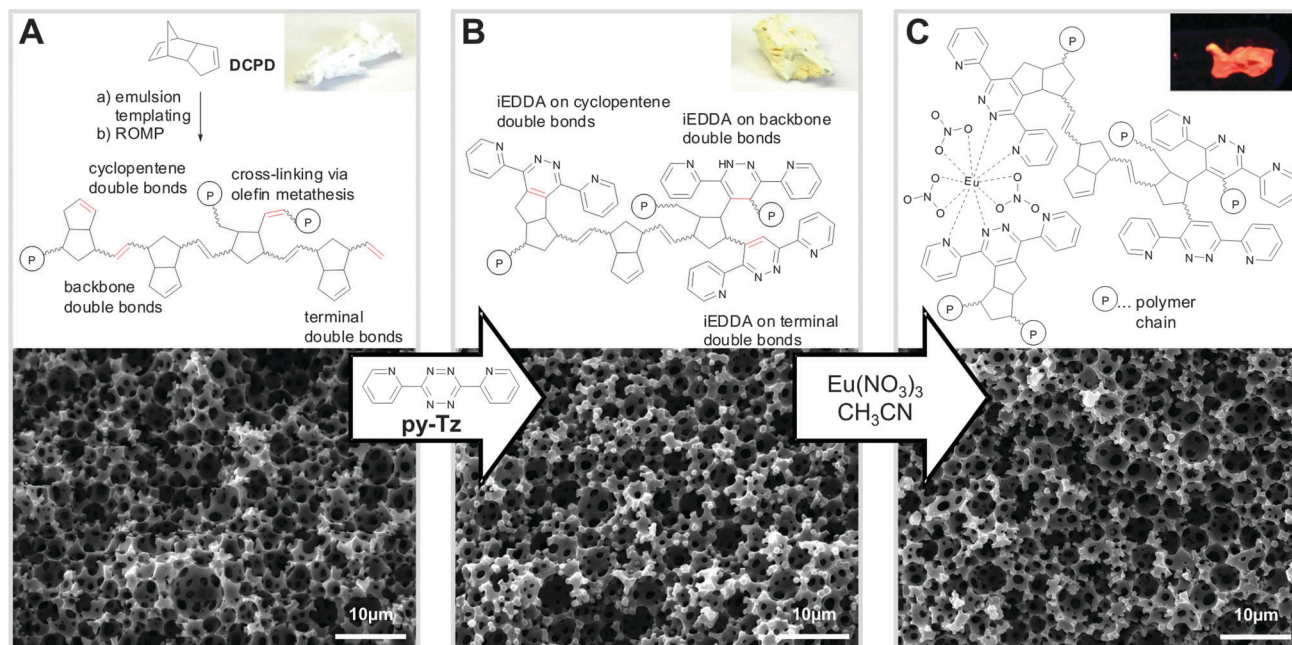 A
DCPD
a) emulsion
templating
b) ROMP
cyclopentene
double bonds
cross-linking via
olefin metathesis
P
P
P
backbone
double bonds
terminal
double bonds
10µm
N N
N N
N N
py-Tz
B
iEDDA on cyclopentene
double bonds
iEDDA on backbone
double bonds
N N N
N
N HN N N
P
P
P
N N
N N
iEDDA on terminal
double bonds
10µm
Eu(NO₃)₃
CH₃CN
C
P
N
N
N
N
O
N
O O
Eu
O
N
O O
O
N
O O
P
N N
N
N
P
N N N
N
N N
N N
P
P
P ... polymer
chain
10µm